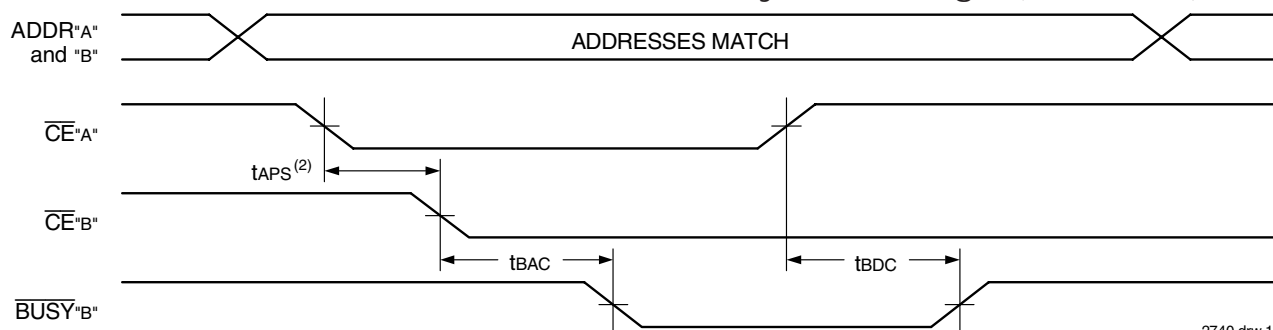 ADDR"A"
and "B"
ADDRESSES MATCH
CE"A"
tAPS(2)
CE"B"
tBAC
tBDC
BUSY"B"